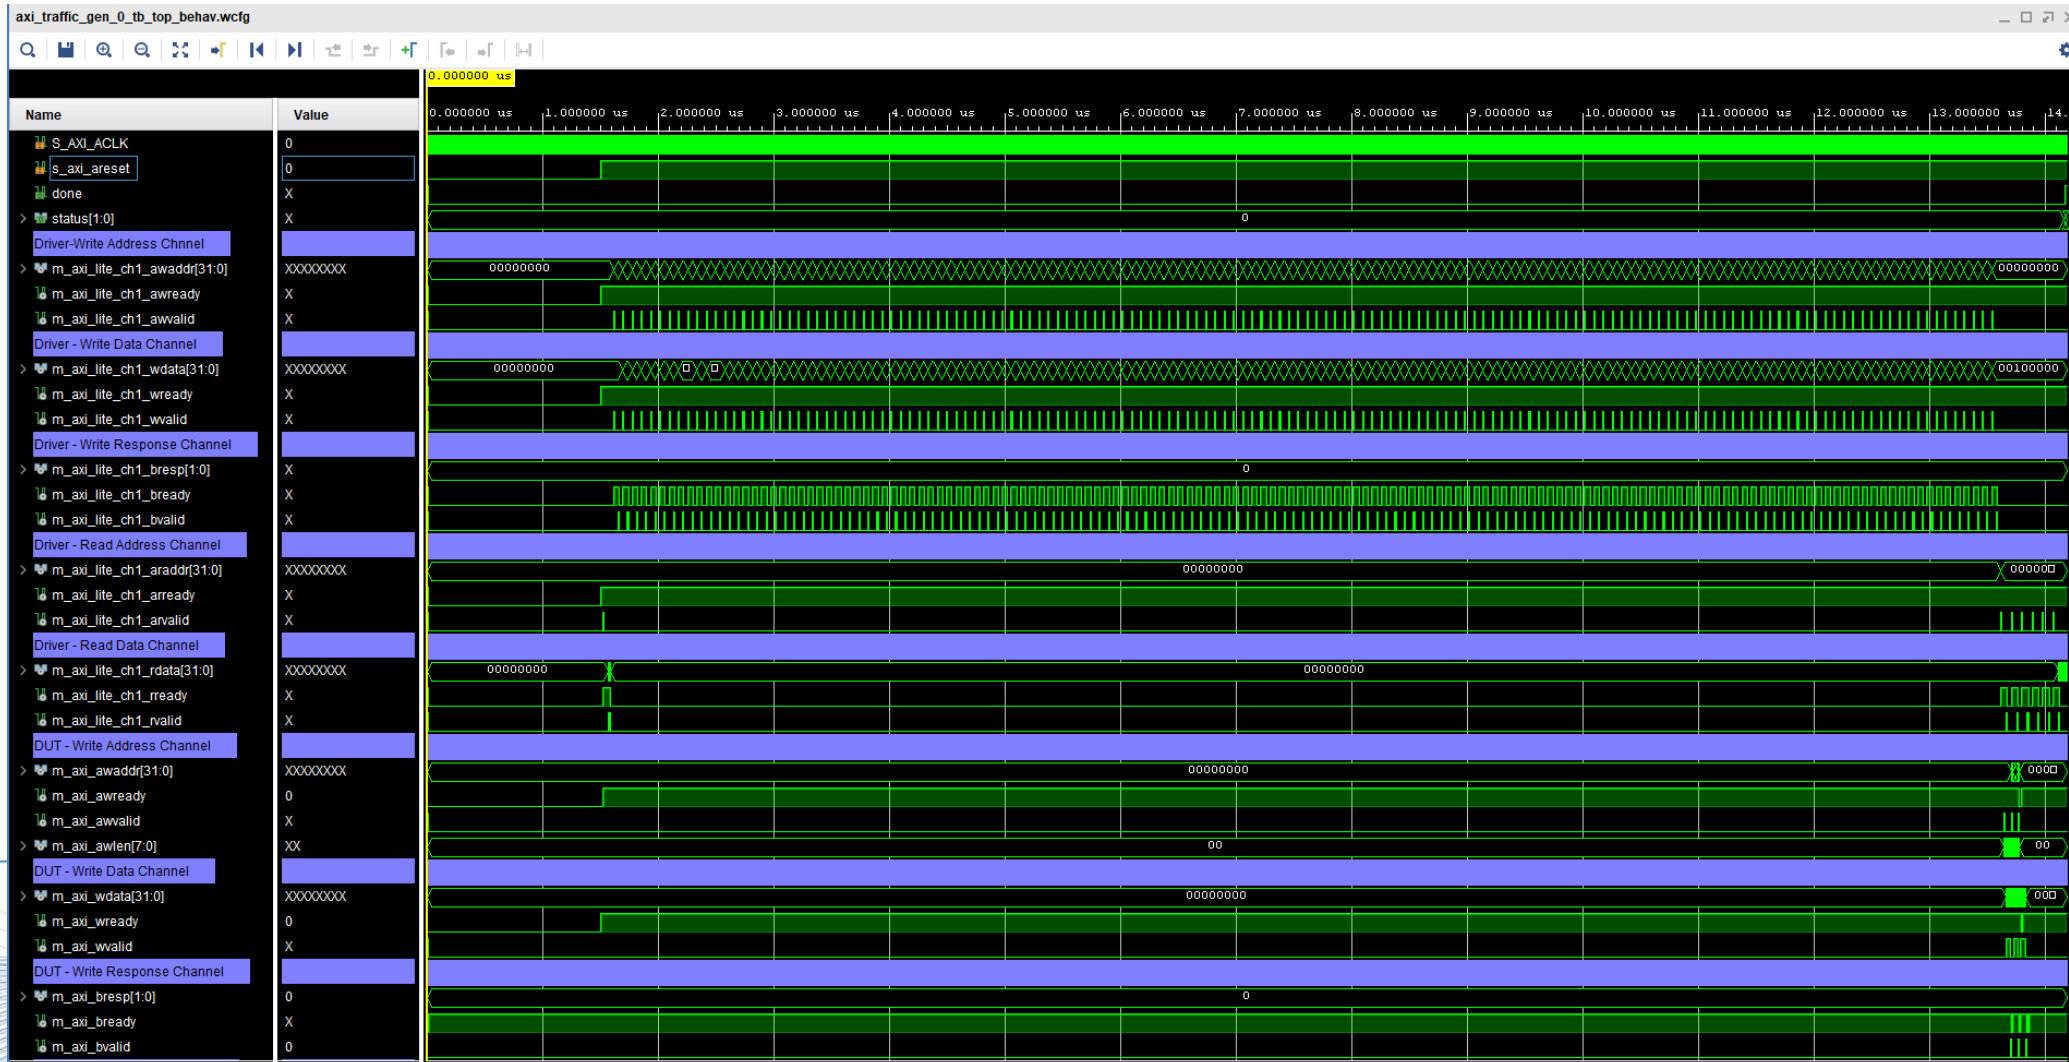 axi_traffic_gen_0_tb_top_behav.wcfg
0.000000 us
Name Value 0.000000 us 1.000000 us 2.000000 us 3.000000 us 4.000000 us 5.000000 us 6.000000 us 7.000000 us 8.000000 us 9.000000 us 10.000000 us 11.000000 us 12.000000 us 13.000000 us 14.
S_AXI_ACLK 0
s_axi_areset 0
done X
status[1:0] X 0
Driver-Write Address Chnnel
m_axi_lite_ch1_awaddr[31:0] XXXXXXXX 00000000 00000000
m_axi_lite_ch1_awready X
m_axi_lite_ch1_awvalid X
Driver - Write Data Channel
m_axi_lite_ch1_wdata[31:0] XXXXXXXX 00000000 00100000
m_axi_lite_ch1_wready X
m_axi_lite_ch1_wvalid X
Driver - Write Response Channel
m_axi_lite_ch1_bresp[1:0] X 0
m_axi_lite_ch1_bready X
m_axi_lite_ch1_bvalid X
Driver - Read Address Channel
m_axi_lite_ch1_araddr[31:0] XXXXXXXX 00000000 000000
m_axi_lite_ch1_arready X
m_axi_lite_ch1_arvalid X
Driver - Read Data Channel
m_axi_lite_ch1_rdata[31:0] XXXXXXXX 00000000 00000000
m_axi_lite_ch1_rready X
m_axi_lite_ch1_rvalid X
DUT - Write Address Channel
m_axi_awaddr[31:0] XXXXXXXX 00000000 0000
m_axi_awready 0
m_axi_awvalid X
m_axi_awlen[7:0] XX 00 00
DUT - Write Data Channel
m_axi_wdata[31:0] XXXXXXXX 00000000 000
m_axi_wready 0
m_axi_wvalid X
DUT - Write Response Channel
m_axi_bresp[1:0] 0 0
m_axi_bready X
m_axi_bvalid 0